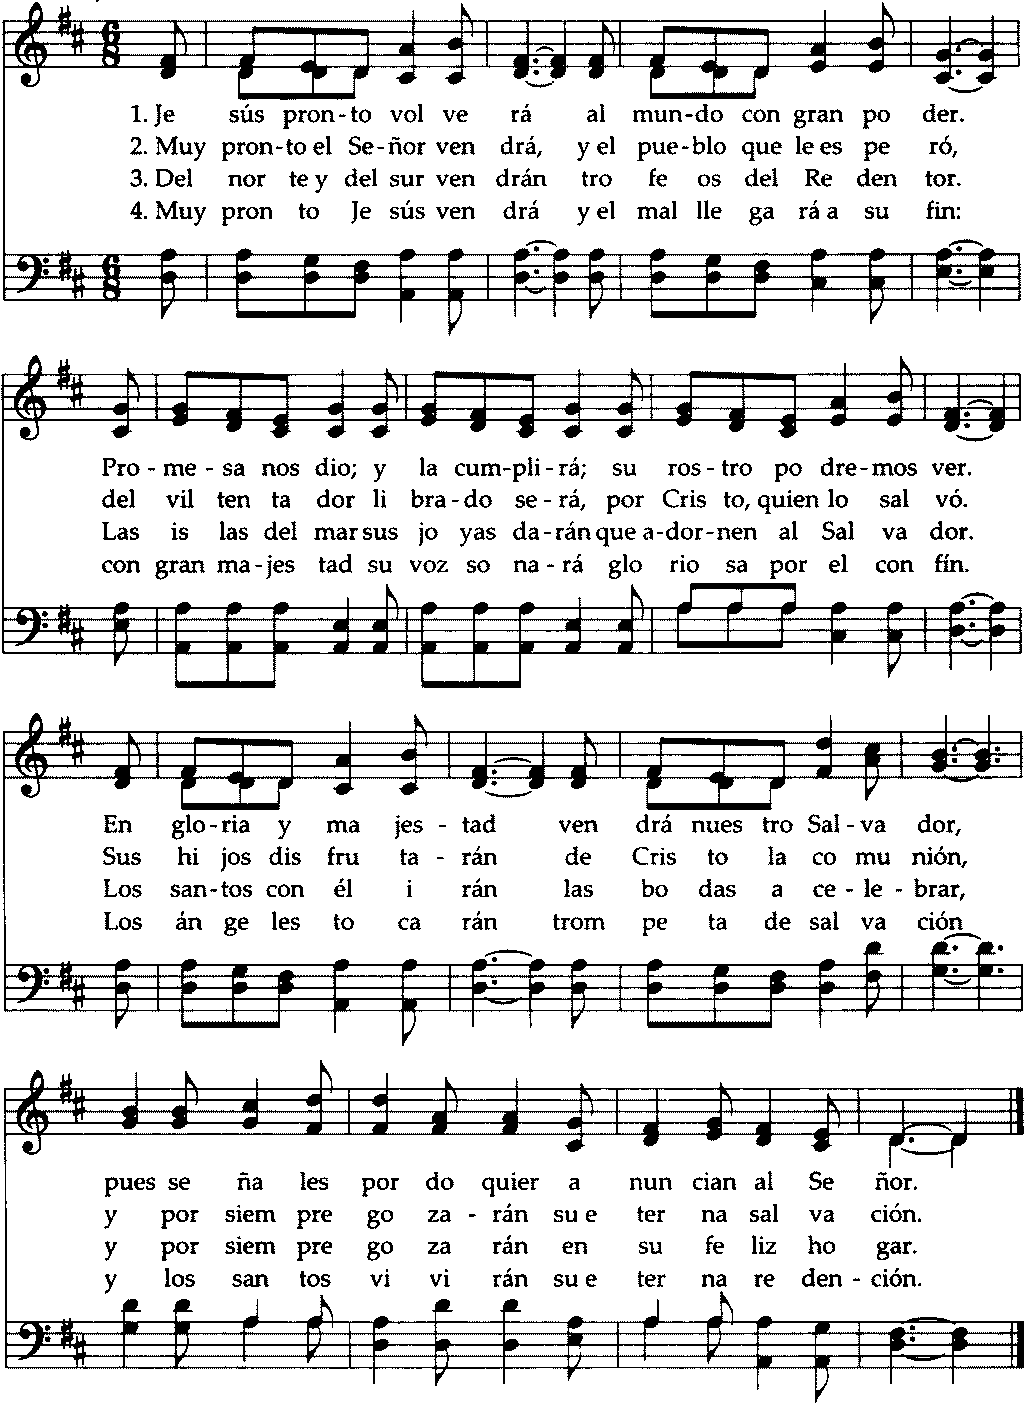 1. Je sús pron-to vol ve rá al mun-do con gran po der.
2. Muy pron-to el Se-ñor ven drá, y el pue-blo que le es pe ró,
3. Del nor te y del sur ven drán tro fe os del Re den tor.
4. Muy pron to Je sús ven drá y el mal lle ga rá a su fin:
Pro-me-sa nos dio; y la cum-pli-rá; su ros-tro po dre-mos ver.
del vil ten ta dor li bra-do se-rá, por Cris to, quien lo sal vó.
Las is las del mar sus jo yas da-rán que a-dor-nen al Sal va dor.
con gran ma-jes tad su voz so na-rá glo rio sa por el con fín.
En glo-ria y ma jes-tad ven drá nues tro Sal-va dor,
Sus hi jos dis fru ta-rán de Cris to la co mu nión,
Los san-tos con él i rán las bo das a ce-le-brar,
Los án ge les to ca rán trom pe ta de sal va ción
pues se ña les por do quier a nun cian al Se ñor.
y por siem pre go za-rán su e ter na sal va ción.
y por siem pre go za rán en su fe liz ho gar.
y los san tos vi vi rán su e ter na re den-ción.